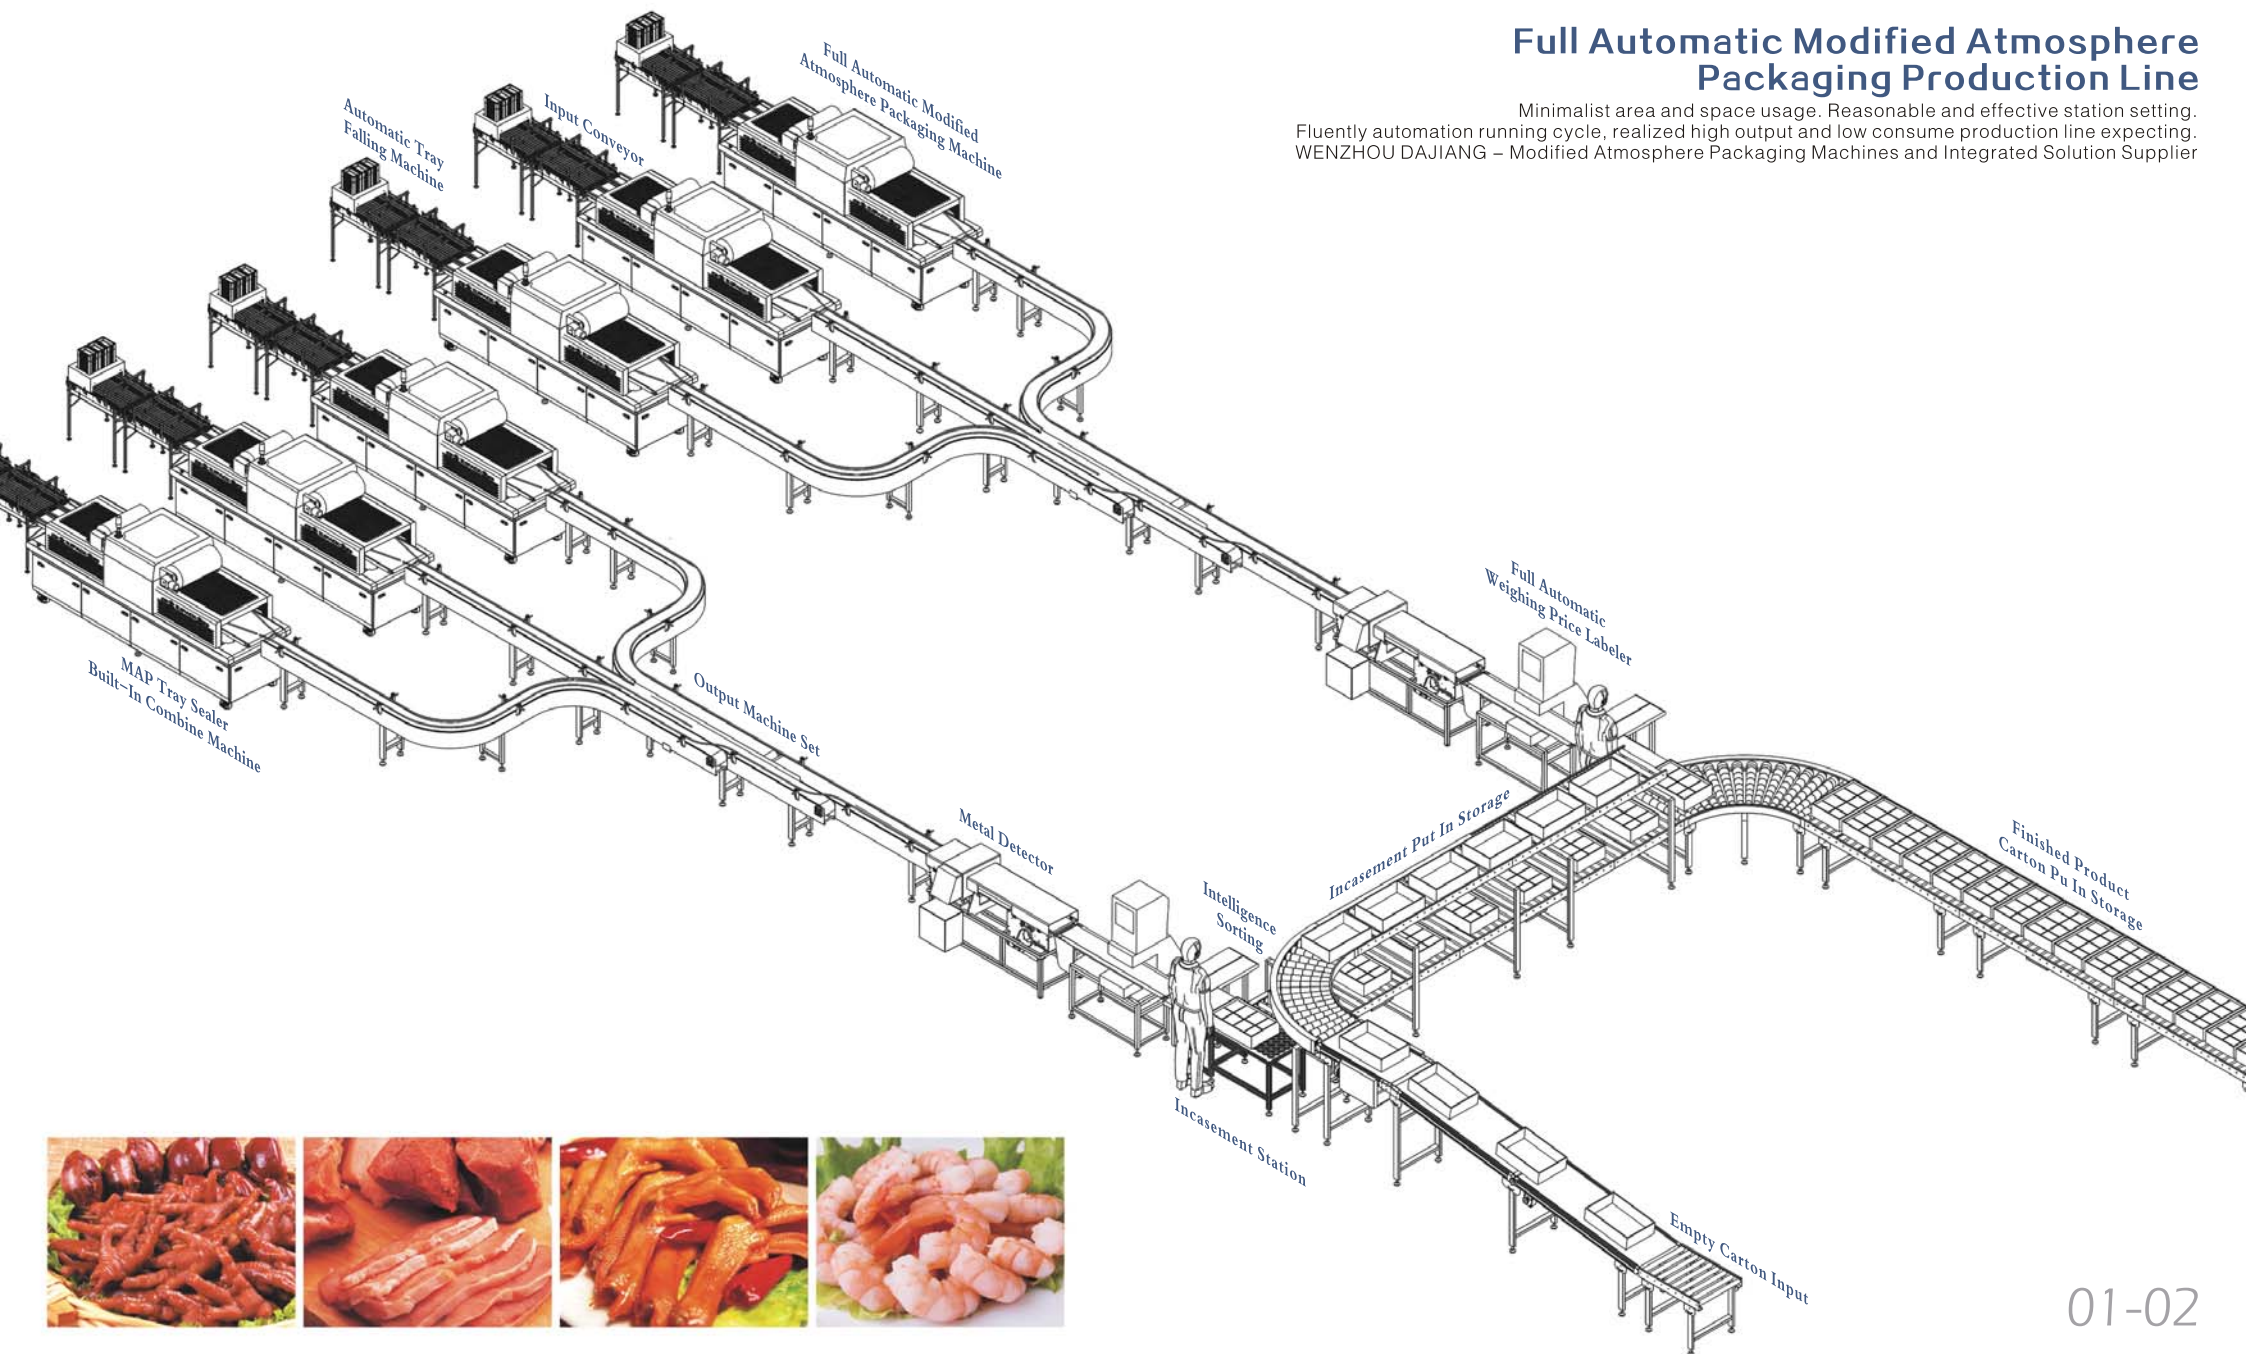 Full Automatic Modified Atmosphere
Packaging Production Line
Minimalist area and space usage. Reasonable and effective station setting.
Fluently automation running cycle, realized high output and low consume production line expecting.
WENZHOU DAJIANG – Modified Atmosphere Packaging Machines and Integrated Solution Supplier
Full Automatic Modified
Atmosphere Packaging Machine
Input Conveyor
Automatic Tray
Falling Machine
MAP Tray Sealer
Built-In Combine Machine
Output Machine Set
Full Automatic
Weighing Price Labeler
Metal Detector
Intelligence
Sorting
Incasement Put In Storage
Finished Product
Carton Pu In Storage
Incasement Station
Empty Carton Input
01-02